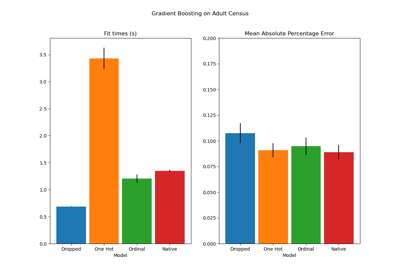 Gradient Boosting on Adult Census
Fit times (s)
3.5
3.0
2.5
2.0
1.5
1.0
0.5
0.0
Dropped One Hot Ordinal Native
Model
Mean Absolute Percentage Error
0.200
0.175
0.150
0.125
0.100
0.075
0.050
0.025
0.000
Dropped One Hot Ordinal Native
Model